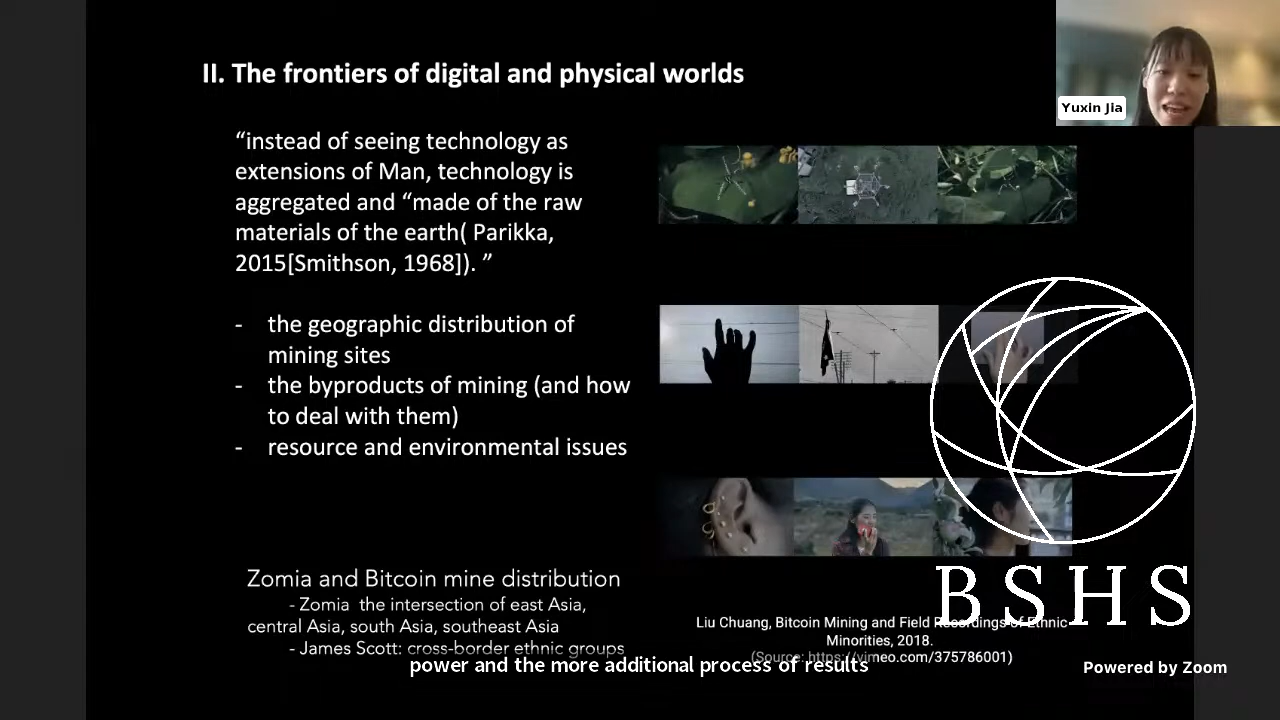 II. The frontiers of digital and physical worlds
Yuxin Jia
“instead of seeing technology as
extensions of Man, technology is
aggregated and “made of the raw
materials of the earth( Parikka,
2015[Smithson, 1968]). ”
- the geographic distribution of
mining sites
- the byproducts of mining (and how
to deal with them)
- resource and environmental issues
Zomia and Bitcoin mine distribution
- Zomia the intersection of east Asia,
central Asia, south Asia, southeast Asia
- James Scott: cross-border ethnic groups
BSHS
Liu Chuang, Bitcoin Mining and Field Recordings of Ethnic
Minorities, 2018.
(Source: https://vimeo.com/375786001)
power and the more additional process of results
Powered by Zoom